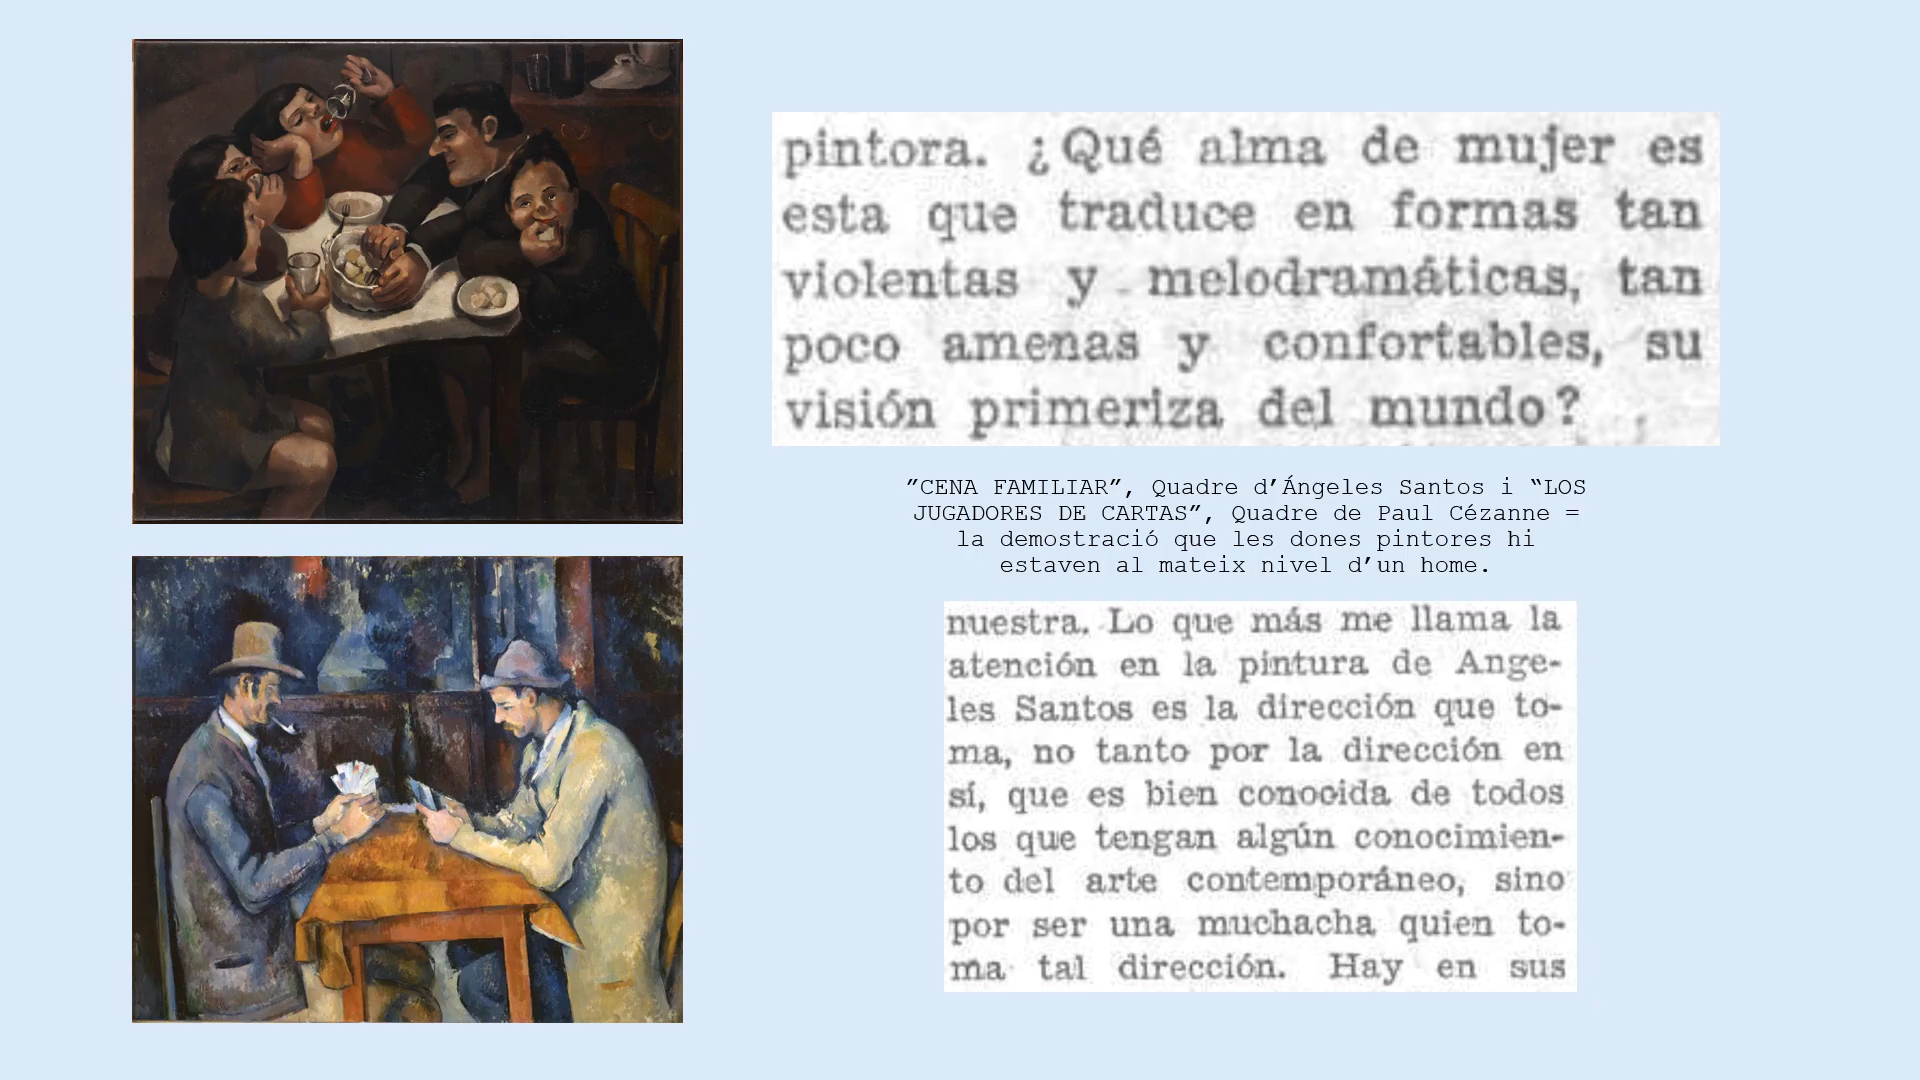 pintora. ¿Qué alma de mujer es
esta que traduce en formas tan
violentas y melodramáticas, tan
poco amenas y confortables, su
visión primeriza del mundo?
”CENA FAMILIAR”, Quadre d’Ángeles Santos i “LOS
JUGADORES DE CARTAS”, Quadre de Paul Cézanne =
la demostració que les dones pintores hi
estaven al mateix nivel d’un home.
nuestra. Lo que más me llama la
atención en la pintura de Ange-
les Santos es la dirección que to-
ma, no tanto por la dirección en
sí, que es bien conocida de todos
los que tengan algún conocimien-
to del arte contemporáneo, sino
por ser una muchacha quien to-
ma tal dirección. Hay en sus